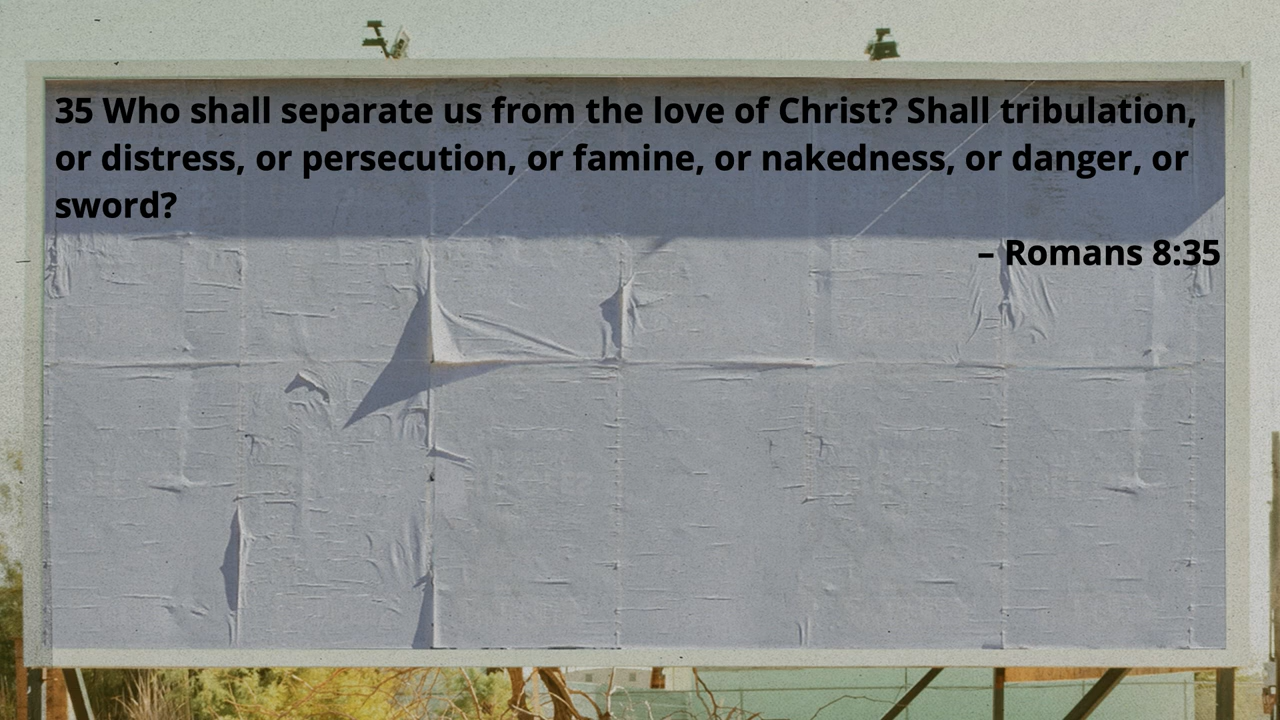 35 Who shall separate us from the love of Christ? Shall tribulation,
or distress, or persecution, or famine, or nakedness, or danger, or
sword?
– Romans 8:35